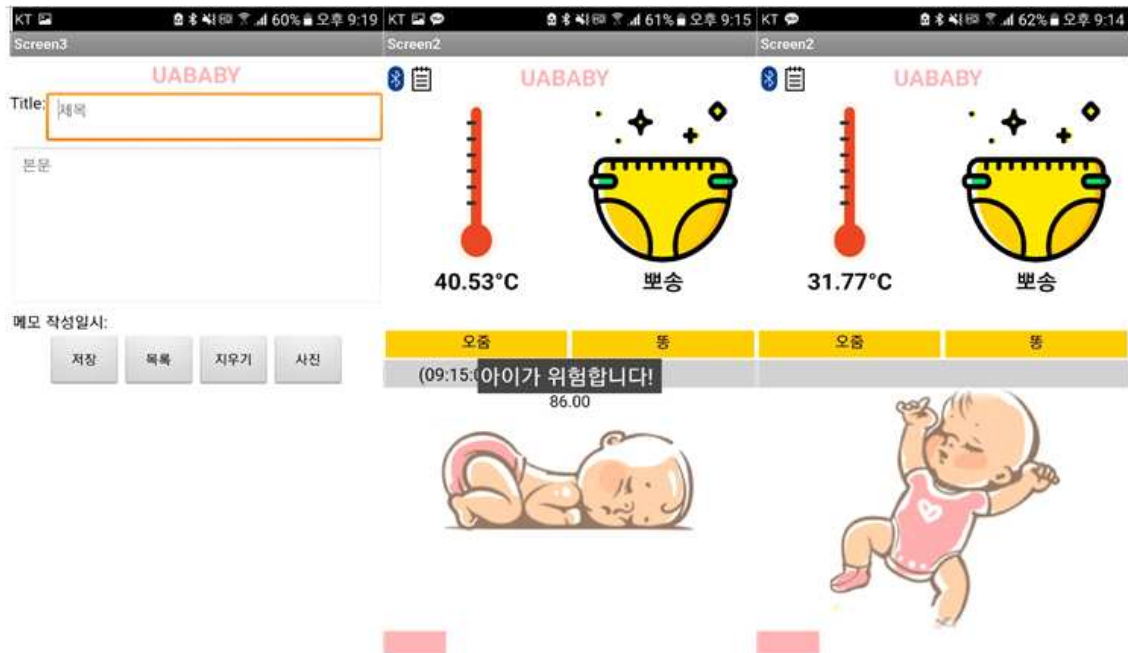 KT 60% 오후 9:19
Screen3
UABABY
Title: 제목
본문
메모 작성일시:
저장 목록 지우기 사진
KT 61% 오후 9:15
Screen2
UABABY
40.53°C 뽀송
오줌 똥
(09:15:
아이가 위험합니다!
86.00
KT 62% 오후 9:14
Screen2
UABABY
31.77°C 뽀송
오줌 똥